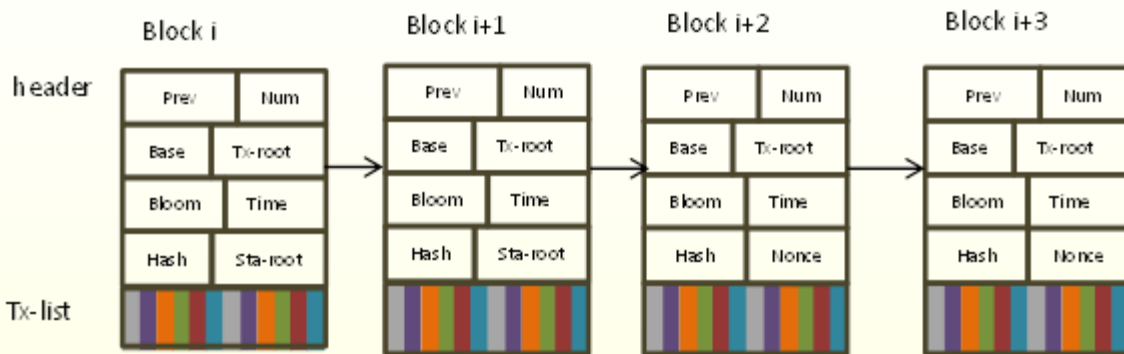 Block i Block i+1 Block i+2 Block i+3
header
Prev Num Prev Num Prev Num Prev Num
Base Tx-root Base Tx-root Base Tx-root Base Tx-root
Bloom Time Bloom Time Bloom Time Bloom Time
Hash Sta-root Hash Sta-root Hash Nonce Hash Nonce
Tx-list